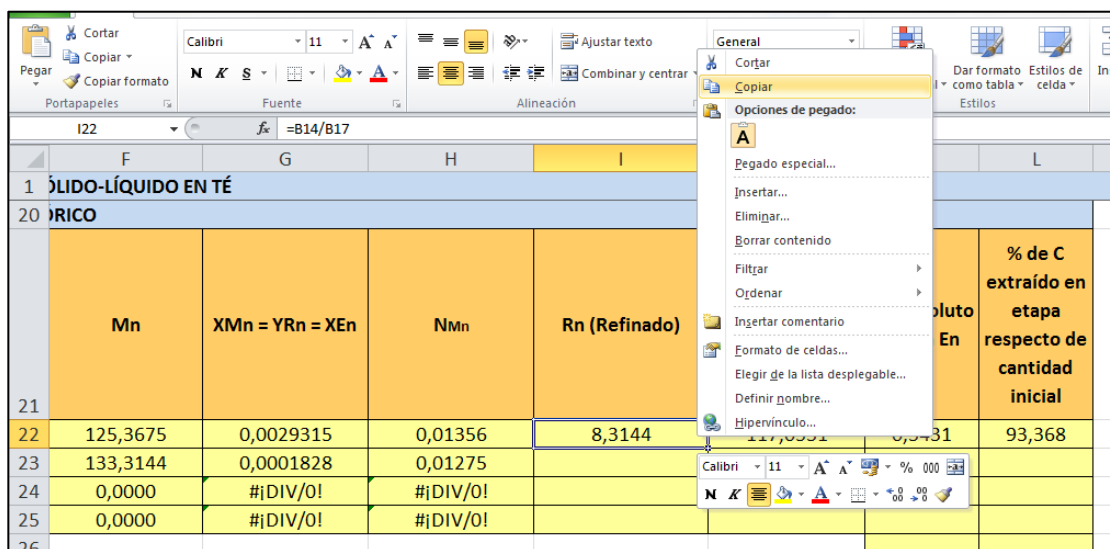 Cortar
Copiar
Copiar formato
Pegar
Portapapeles
Calibri 11 A A
N K S A
Fuente
Ajustar texto
Combinar y centrar
Alineación
General
Dar formato Estilos de
como tabla celda
Estilos
I22 fx =B14/B17
F G H I L
1 ÓLIDO-LÍQUIDO EN TÉ
20 ÓRICO
21 Mn XMn = YRn = XEn NMn Rn (Refinado)
oluto
En
% de C
extraído en
etapa
respecto de
cantidad
inicial
22 125,3675 0,0029315 0,01356 8,3144 93,368
23 133,3144 0,0001828 0,01275
24 0,0000 #¡DIV/0! #¡DIV/0!
25 0,0000 #¡DIV/0! #¡DIV/0!
26
Cortar
Copiar
Opciones de pegado:
A
Pegado especial...
Insertar...
Eliminar...
Borrar contenido
Filtrar
Ordenar
Insertar comentario
Formato de celdas...
Elegir de la lista desplegable...
Definir nombre...
Hipervínculo...
Calibri 11 A A % 000
N K A